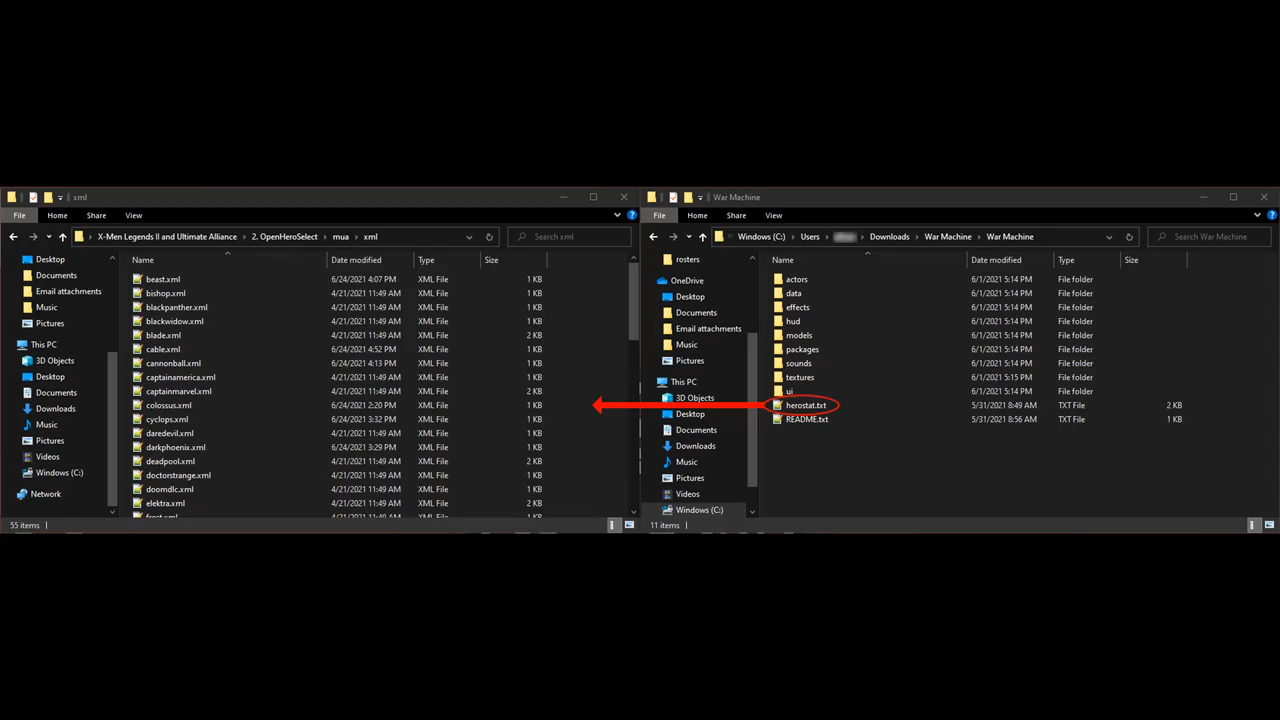 xml
File Home Share View
X-Men Legends II and Ultimate Alliance > 2. OpenHeroSelect > mua > xml
Search xml
Name Date modified Type Size
Desktop
Documents
Email attachments
Music
Pictures
This PC
3D Objects
Desktop
Documents
Downloads
Music
Pictures
Videos
Windows (C:)
Network
beast.xml 6/24/2021 4:07 PM XML File 1 KB
bishop.xml 4/21/2021 11:49 AM XML File 1 KB
blackpanther.xml 4/21/2021 11:49 AM XML File 1 KB
blackwidow.xml 4/21/2021 11:49 AM XML File 1 KB
blade.xml 4/21/2021 11:49 AM XML File 2 KB
cable.xml 6/24/2021 4:52 PM XML File 1 KB
cannonball.xml 6/24/2021 4:13 PM XML File 1 KB
captainamerica.xml 4/21/2021 11:49 AM XML File 1 KB
captainmarvel.xml 4/21/2021 11:49 AM XML File 2 KB
colossus.xml 6/24/2021 2:20 PM XML File 1 KB
cyclops.xml 6/24/2021 3:32 PM XML File 1 KB
daredevil.xml 4/21/2021 11:49 AM XML File 1 KB
darkphoenix.xml 6/24/2021 3:29 PM XML File 1 KB
deadpool.xml 4/21/2021 11:49 AM XML File 2 KB
doctorstrange.xml 4/21/2021 11:49 AM XML File 1 KB
doomdlc.xml 4/21/2021 11:49 AM XML File 1 KB
elektra.xml 4/21/2021 11:49 AM XML File 2 KB
55 items
War Machine
File Home Share View
Windows (C:) > Users > Downloads > War Machine > War Machine
Search War Machine
Name Date modified Type Size
rosters
OneDrive
Desktop
Documents
Email attachments
Music
Pictures
This PC
3D Objects
Desktop
Documents
Downloads
Music
Pictures
Videos
Windows (C:)
actors 6/1/2021 5:14 PM File folder
data 6/1/2021 5:14 PM File folder
effects 6/1/2021 5:14 PM File folder
hud 6/1/2021 5:14 PM File folder
models 6/1/2021 5:14 PM File folder
packages 6/1/2021 5:14 PM File folder
sounds 6/1/2021 5:14 PM File folder
textures 6/1/2021 5:15 PM File folder
ui 6/1/2021 5:14 PM File folder
herostat.txt 5/31/2021 8:49 AM TXT File 2 KB
README.txt 5/31/2021 8:56 AM TXT File 1 KB
11 items